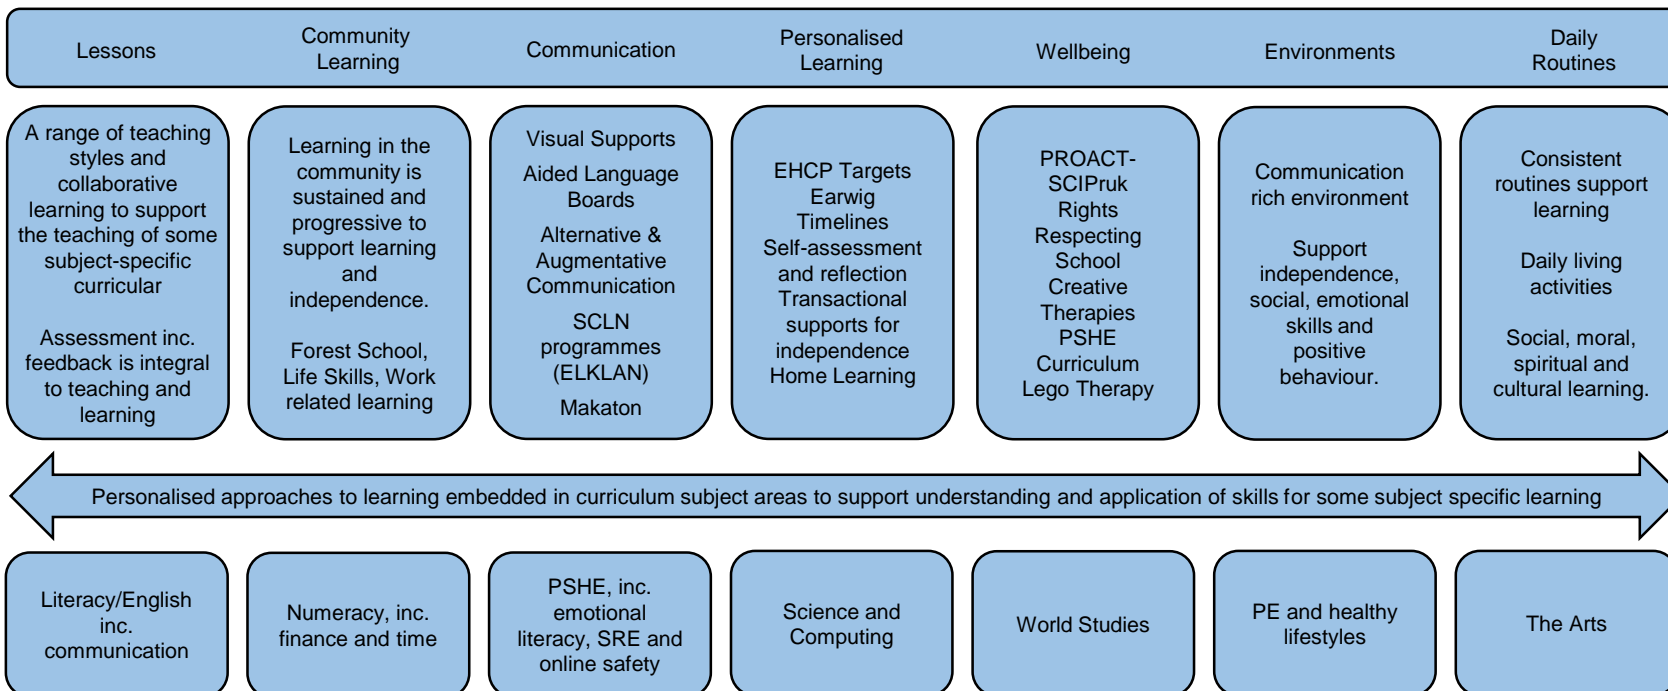 Lessons
Community
Learning
Communication
Personalised
Learning
Wellbeing
Environments
Daily
Routines
A range of teaching
styles and
collaborative
learning to support
the teaching of some
subject-specific
curricular
Assessment inc.
feedback is integral
to teaching and
learning
Learning in the
community is
sustained and
progressive to
support learning
and
independence.
Forest School,
Life Skills, Work
related learning
Visual Supports
Aided Language
Boards
Alternative &
Augmentative
Communication
SCLN
programmes
(ELKLAN)
Makaton
EHCP Targets
Earwig
Timelines
Self-assessment
and reflection
Transactional
supports for
independence
Home Learning
PROACT-
SCIPruk
Rights
Respecting
School
Creative
Therapies
PSHE
Curriculum
Lego Therapy
Communication
rich environment
Support
independence,
social, emotional
skills and
positive
behaviour.
Consistent
routines support
learning
Daily living
activities
Social, moral,
spiritual and
cultural learning.
Personalised approaches to learning embedded in curriculum subject areas to support understanding and application of skills for some subject specific learning
Literacy/English
inc.
communication
Numeracy, inc.
finance and time
PSHE, inc.
emotional
literacy, SRE and
online safety
Science and
Computing
World Studies
PE and healthy
lifestyles
The Arts